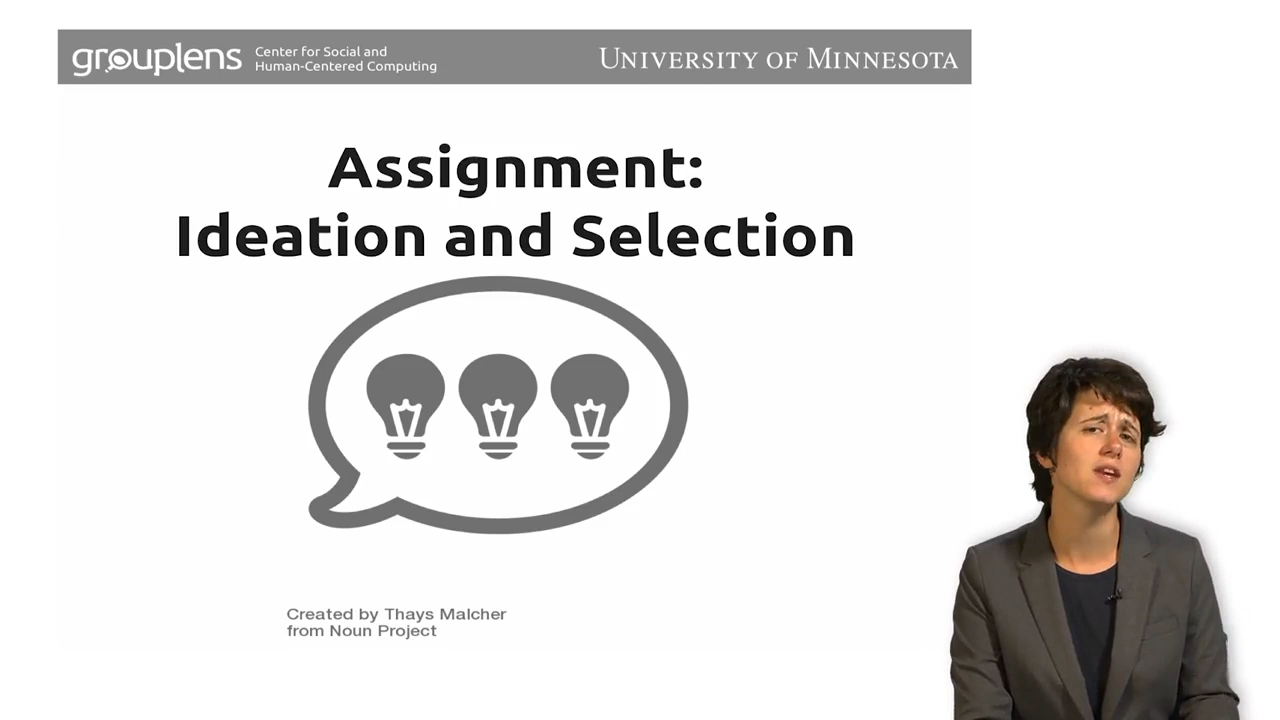 grouplens
Center for Social and
Human-Centered Computing
UNIVERSITY OF MINNESOTA
Assignment:
Ideation and Selection
Created by Thays Malcher
from Noun Project